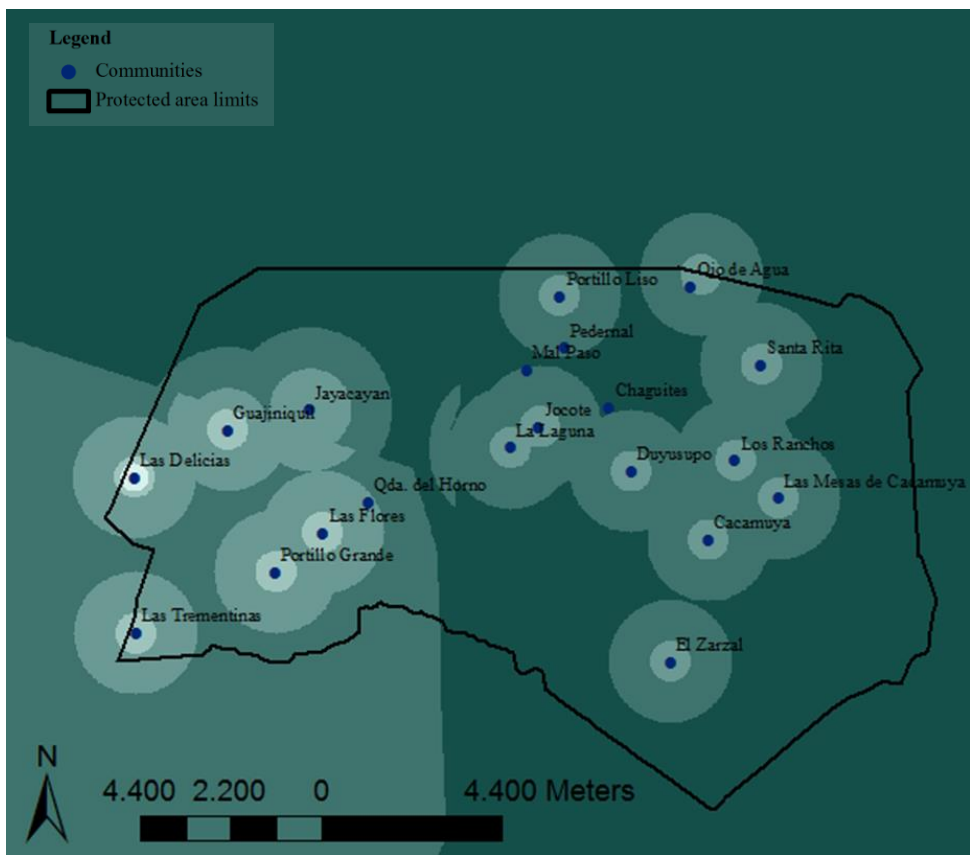 Legend
Communities
Protected area limits
Ojo de Agua
Portillo Liso
Pedernal
Santa Rita
Mal Paso
Chaguites
Jayacayan
Guajiniquil
Jocote
La Laguna
Los Ranchos
Duyusupo
Las Delicias
Las Mesas de Cacamuya
Qda. del Horno
Las Flores
Cacamuya
Portillo Grande
Las Trementinas
El Zarzal
N
4.400 2.200 0 4.400 Meters